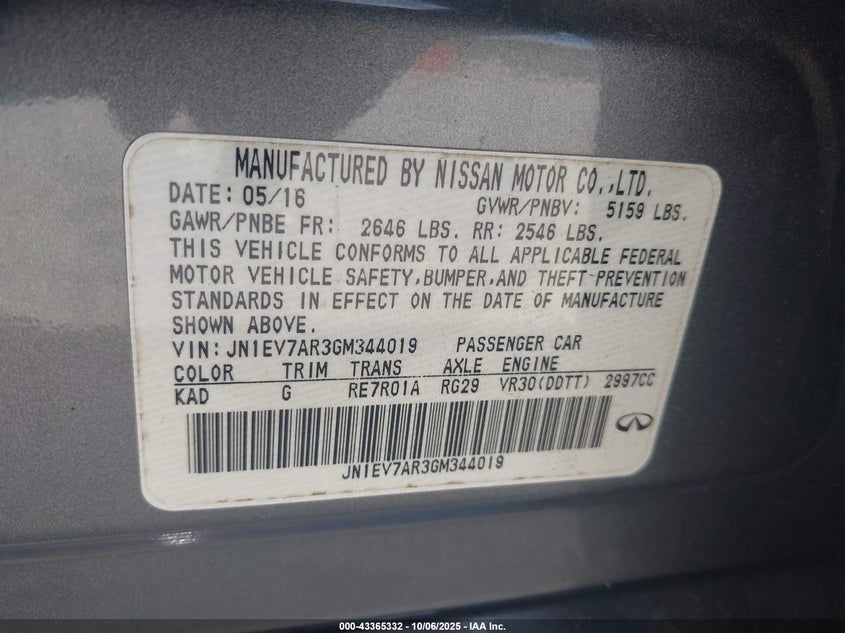 MANUFACTURED BY NISSAN MOTOR CO.,LTD.
DATE: 05/16 GVWR/PNBV: 5159 LBS.
GAWR/PNBE FR: 2646 LBS. RR: 2546 LBS.
THIS VEHICLE CONFORMS TO ALL APPLICABLE FEDERAL
MOTOR VEHICLE SAFETY,BUMPER,AND THEFT PREVENTION
STANDARDS IN EFFECT ON THE DATE OF MANUFACTURE
SHOWN ABOVE.
VIN: JN1EV7AR3GM344019 PASSENGER CAR
COLOR TRIM TRANS AXLE ENGINE
KAD G RE7R01A RG29 VR30(DDTT) 2997CC
JN1EV7AR3GM344019
000-43365332 - 10/06/2025 - IAA Inc.